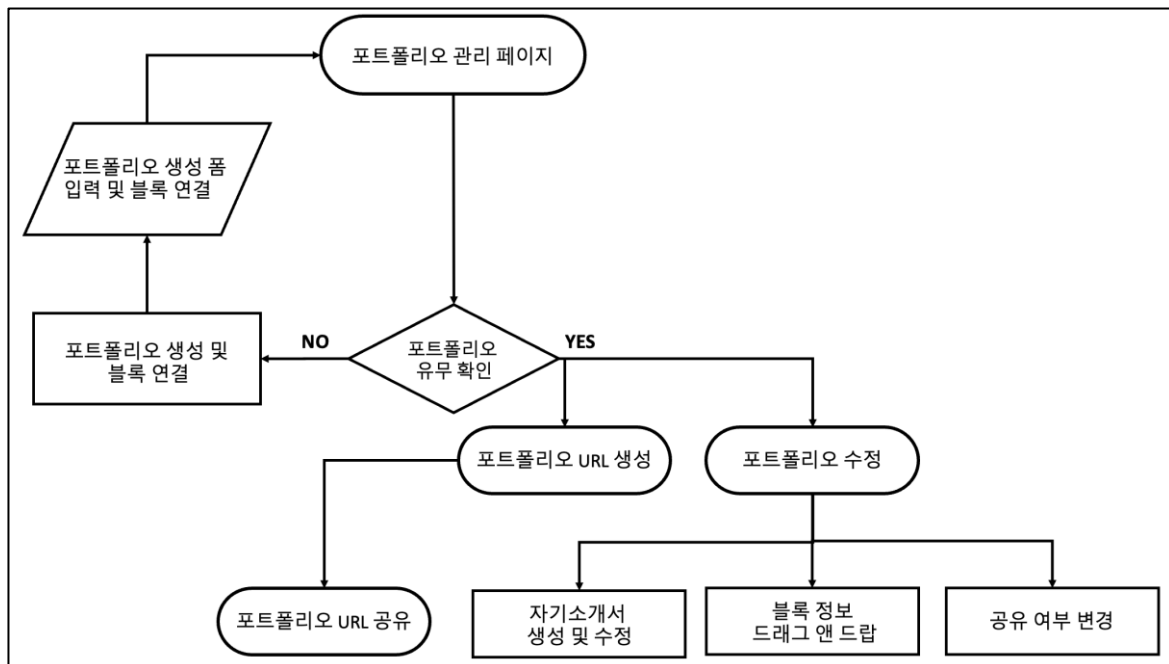 포트폴리오 관리 페이지
포트폴리오 생성 폼
입력 및 블록 연결
NO
YES
포트폴리오 생성 및
블록 연결
포트폴리오
유무 확인
포트폴리오 URL 생성
포트폴리오 수정
포트폴리오 URL 공유
자기소개서
생성 및 수정
블록 정보
드래그 앤 드랍
공유 여부 변경